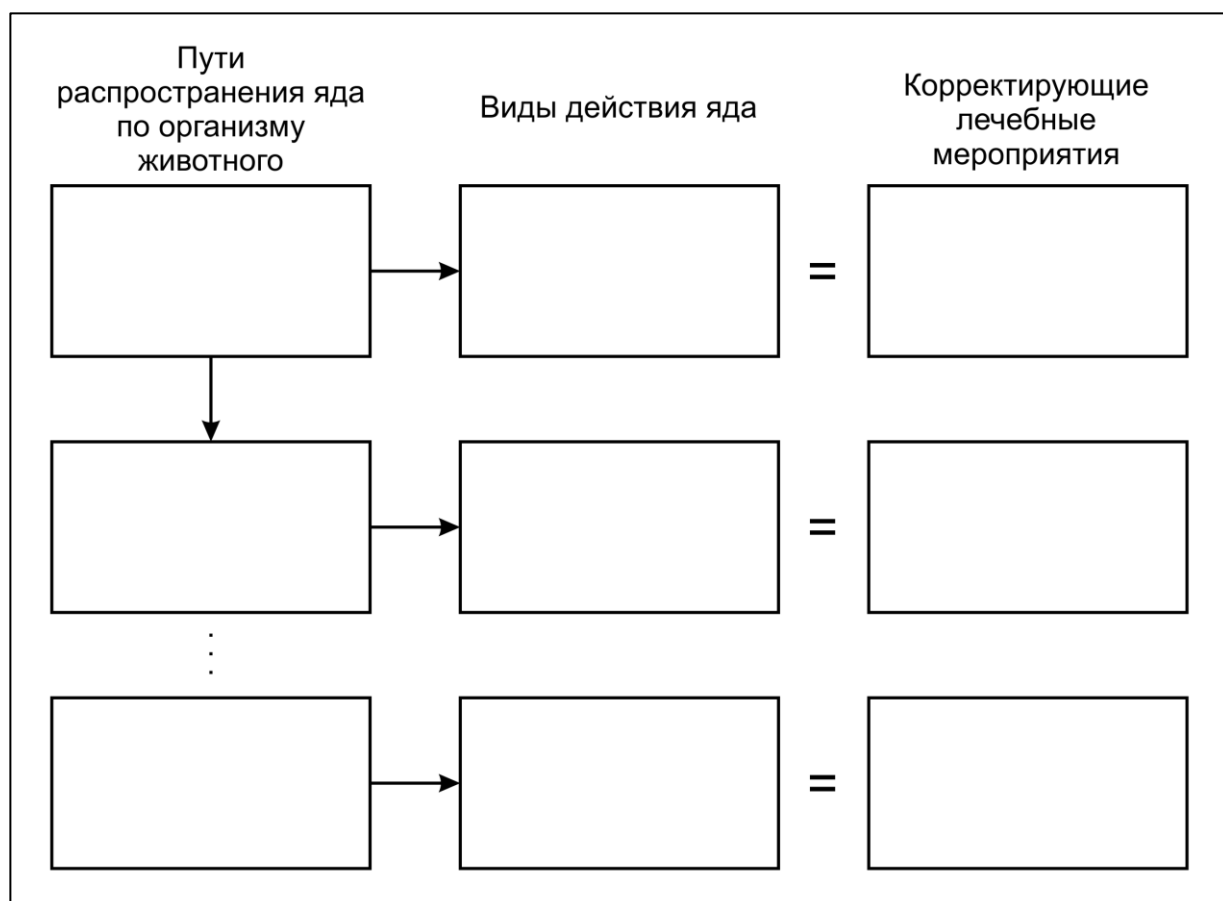 Пути
распространения яда
по организму
животного
Виды действия яда
Корректирующие
лечебные
мероприятия
=
=
=